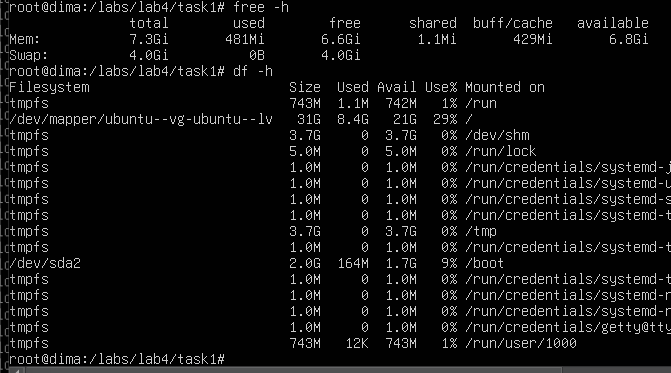 root@dima:/labs/lab4/task1# free -h
total used free shared buff/cache available
Mem: 7.3Gi 481Mi 6.6Gi 1.1Mi 429Mi 6.8Gi
Swap: 4.0Gi 0B 4.0Gi
root@dima:/labs/lab4/task1# df -h
Filesystem Size Used Avail Use% Mounted on
tmpfs 743M 1.1M 742M 1% /run
/dev/mapper/ubuntu--vg-ubuntu--lv 31G 8.4G 21G 29% /
tmpfs 3.7G 0 3.7G 0% /dev/shm
tmpfs 5.0M 0 5.0M 0% /run/lock
tmpfs 1.0M 0 1.0M 0% /run/credentials/systemd-j
tmpfs 1.0M 0 1.0M 0% /run/credentials/systemd-u
tmpfs 1.0M 0 1.0M 0% /run/credentials/systemd-s
tmpfs 1.0M 0 1.0M 0% /run/credentials/systemd-t
tmpfs 3.7G 0 3.7G 0% /tmp
tmpfs 1.0M 0 1.0M 0% /run/credentials/systemd-t
/dev/sda2 2.0G 164M 1.7G 9% /boot
tmpfs 1.0M 0 1.0M 0% /run/credentials/systemd-t
tmpfs 1.0M 0 1.0M 0% /run/credentials/systemd-n
tmpfs 1.0M 0 1.0M 0% /run/credentials/systemd-n
tmpfs 1.0M 0 1.0M 0% /run/credentials/getty@tty
tmpfs 743M 12K 743M 1% /run/user/1000
root@dima:/labs/lab4/task1#